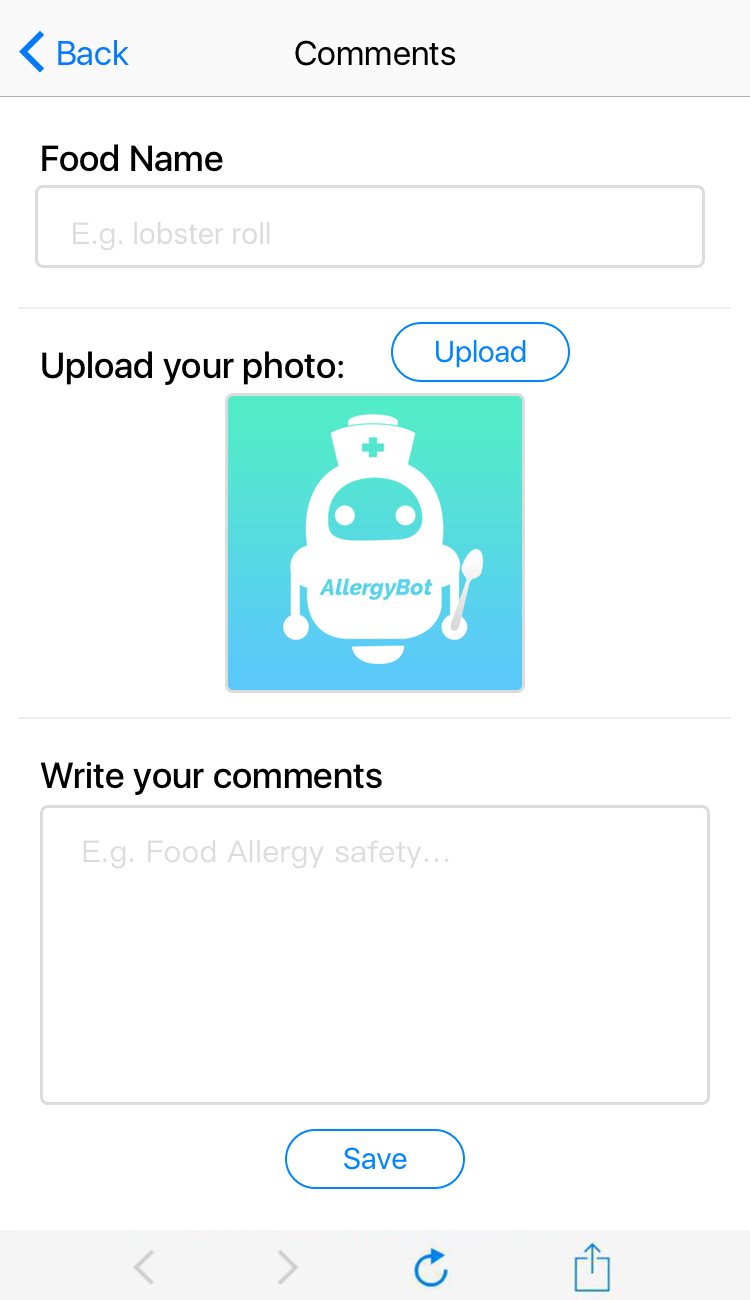 Back
Comments
Food Name
E.g. lobster roll
Upload your photo:
Upload
AllergyBot
Write your comments
E.g. Food Allergy safety...
Save